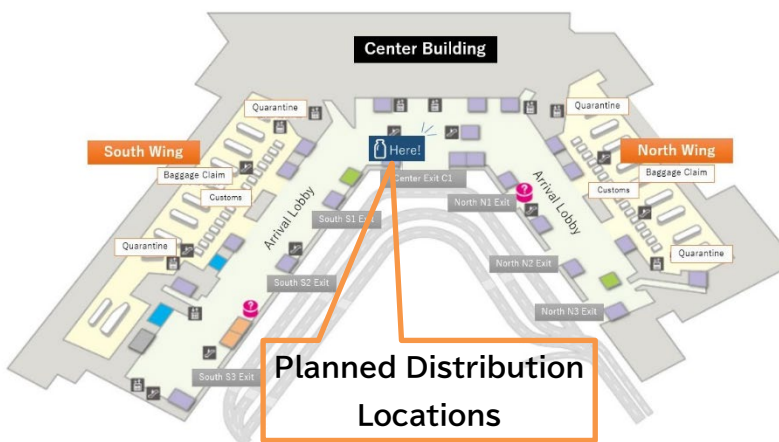 Center Building
Quarantine
Quarantine
South Wing
Here!
North Wing
Baggage Claim
Baggage Claim
Center Exit C1
Customs
Customs
?
Arrival Lobby
Arrival Lobby
North N1 Exit
South S1 Exit
Quarantine
Quarantine
North N2 Exit
South S2 Exit
?
North N3 Exit
Planned Distribution
Locations
South S3 Exit